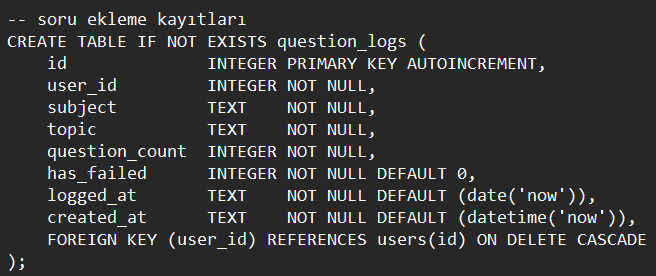 -- soru ekleme kayıtları
CREATE TABLE IF NOT EXISTS question_logs (
    id              INTEGER PRIMARY KEY AUTOINCREMENT,
    user_id         INTEGER NOT NULL,
    subject         TEXT    NOT NULL,
    topic           TEXT    NOT NULL,
    question_count  INTEGER NOT NULL,
    has_failed      INTEGER NOT NULL DEFAULT 0,
    logged_at       TEXT    NOT NULL DEFAULT (date('now')),
    created_at      TEXT    NOT NULL DEFAULT (datetime('now')),
    FOREIGN KEY (user_id) REFERENCES users(id) ON DELETE CASCADE
);